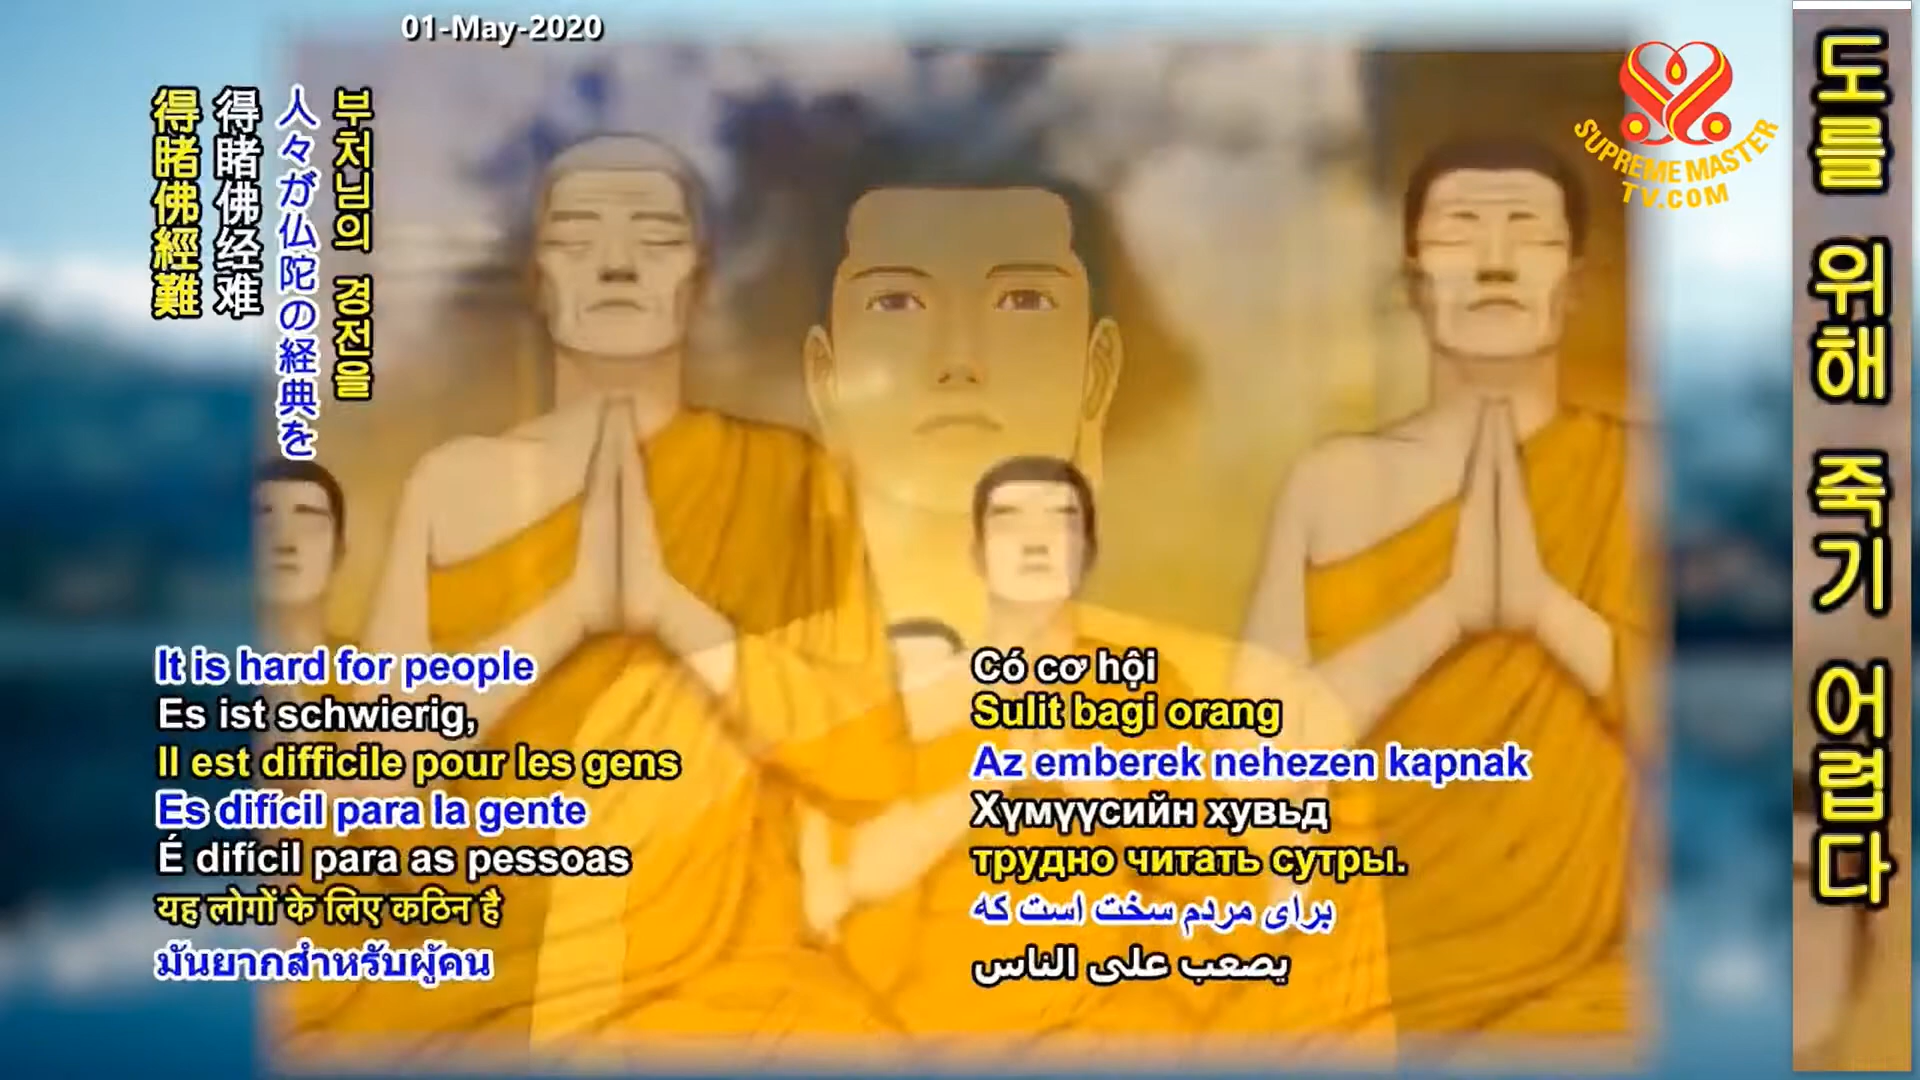 01-May-2020
SUPREME MASTER
TV.COM
得睹佛經難
得睹佛经难
人々が仏陀の経典を
부처님의 경전을
도를 위해 죽기 어렵다
It is hard for people
Es ist schwierig,
Il est difficile pour les gens
Es difícil para la gente
É difícil para as pessoas
यह लोगों के लिए कठिन है
มันยากสำหรับผู้คน
Có cơ hội
Sulit bagi orang
Az emberek nehezen kapnak
Хүмүүсийн хувьд
трудно читать сутры.
برای مردم سخت است که
يصعب على الناس